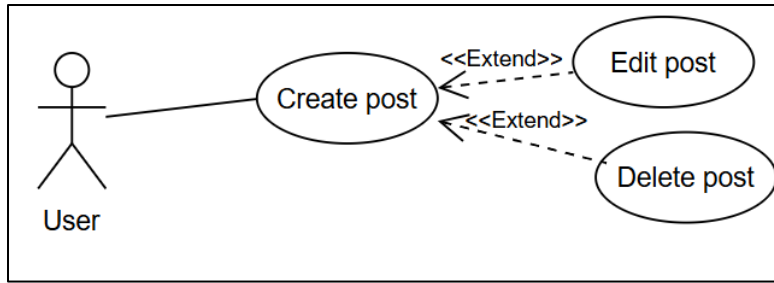 <<Extend>>
Edit post
Create post
<<Extend>>
Delete post
User